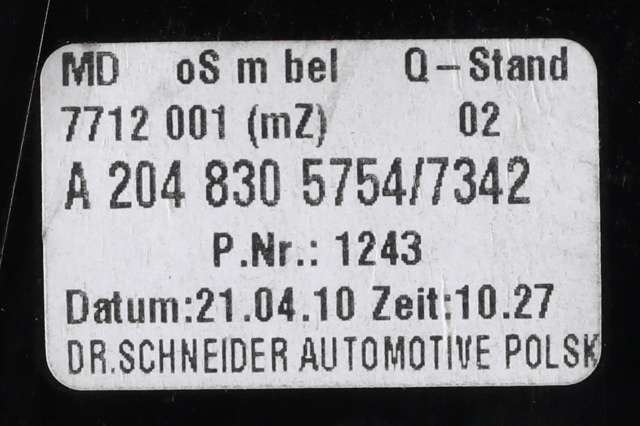 MD oS m bel Q-Stand
7712 001 (mZ) 02
A 204 830 5754/7342
P.Nr.: 1243
Datum:21.04.10 Zeit:10.27
DR.SCHNEIDER AUTOMOTIVE POLSK